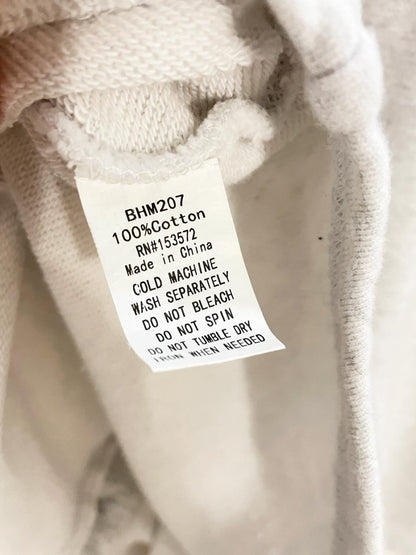 BHM207
100%Cotton
RN#153572
Made in China
COLD MACHINE
WASH SEPARATELY
DO NOT BLEACH
DO NOT SPIN
DO NOT TUMBLE DRY
IRON WHEN NEEDED